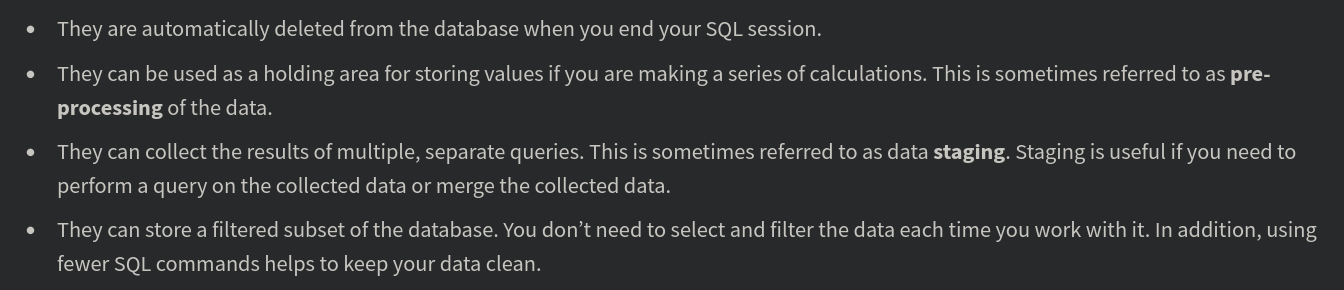 • They are automatically deleted from the database when you end your SQL session.
• They can be used as a holding area for storing values if you are making a series of calculations. This is sometimes referred to as pre-
processing of the data.
• They can collect the results of multiple, separate queries. This is sometimes referred to as data staging. Staging is useful if you need to
perform a query on the collected data or merge the collected data.
• They can store a filtered subset of the database. You don’t need to select and filter the data each time you work with it. In addition, using
fewer SQL commands helps to keep your data clean.